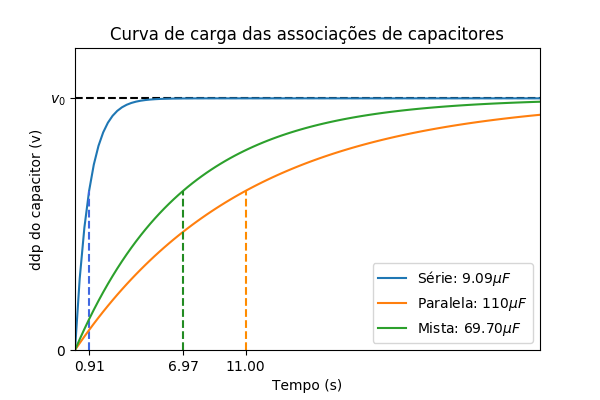 Curva de carga das associações de capacitores
v₀
ddp do capacitor (v)
Série: 9.09μF
Paralela: 110μF
Mista: 69.70μF
0
0.91 6.97 11.00
Tempo (s)